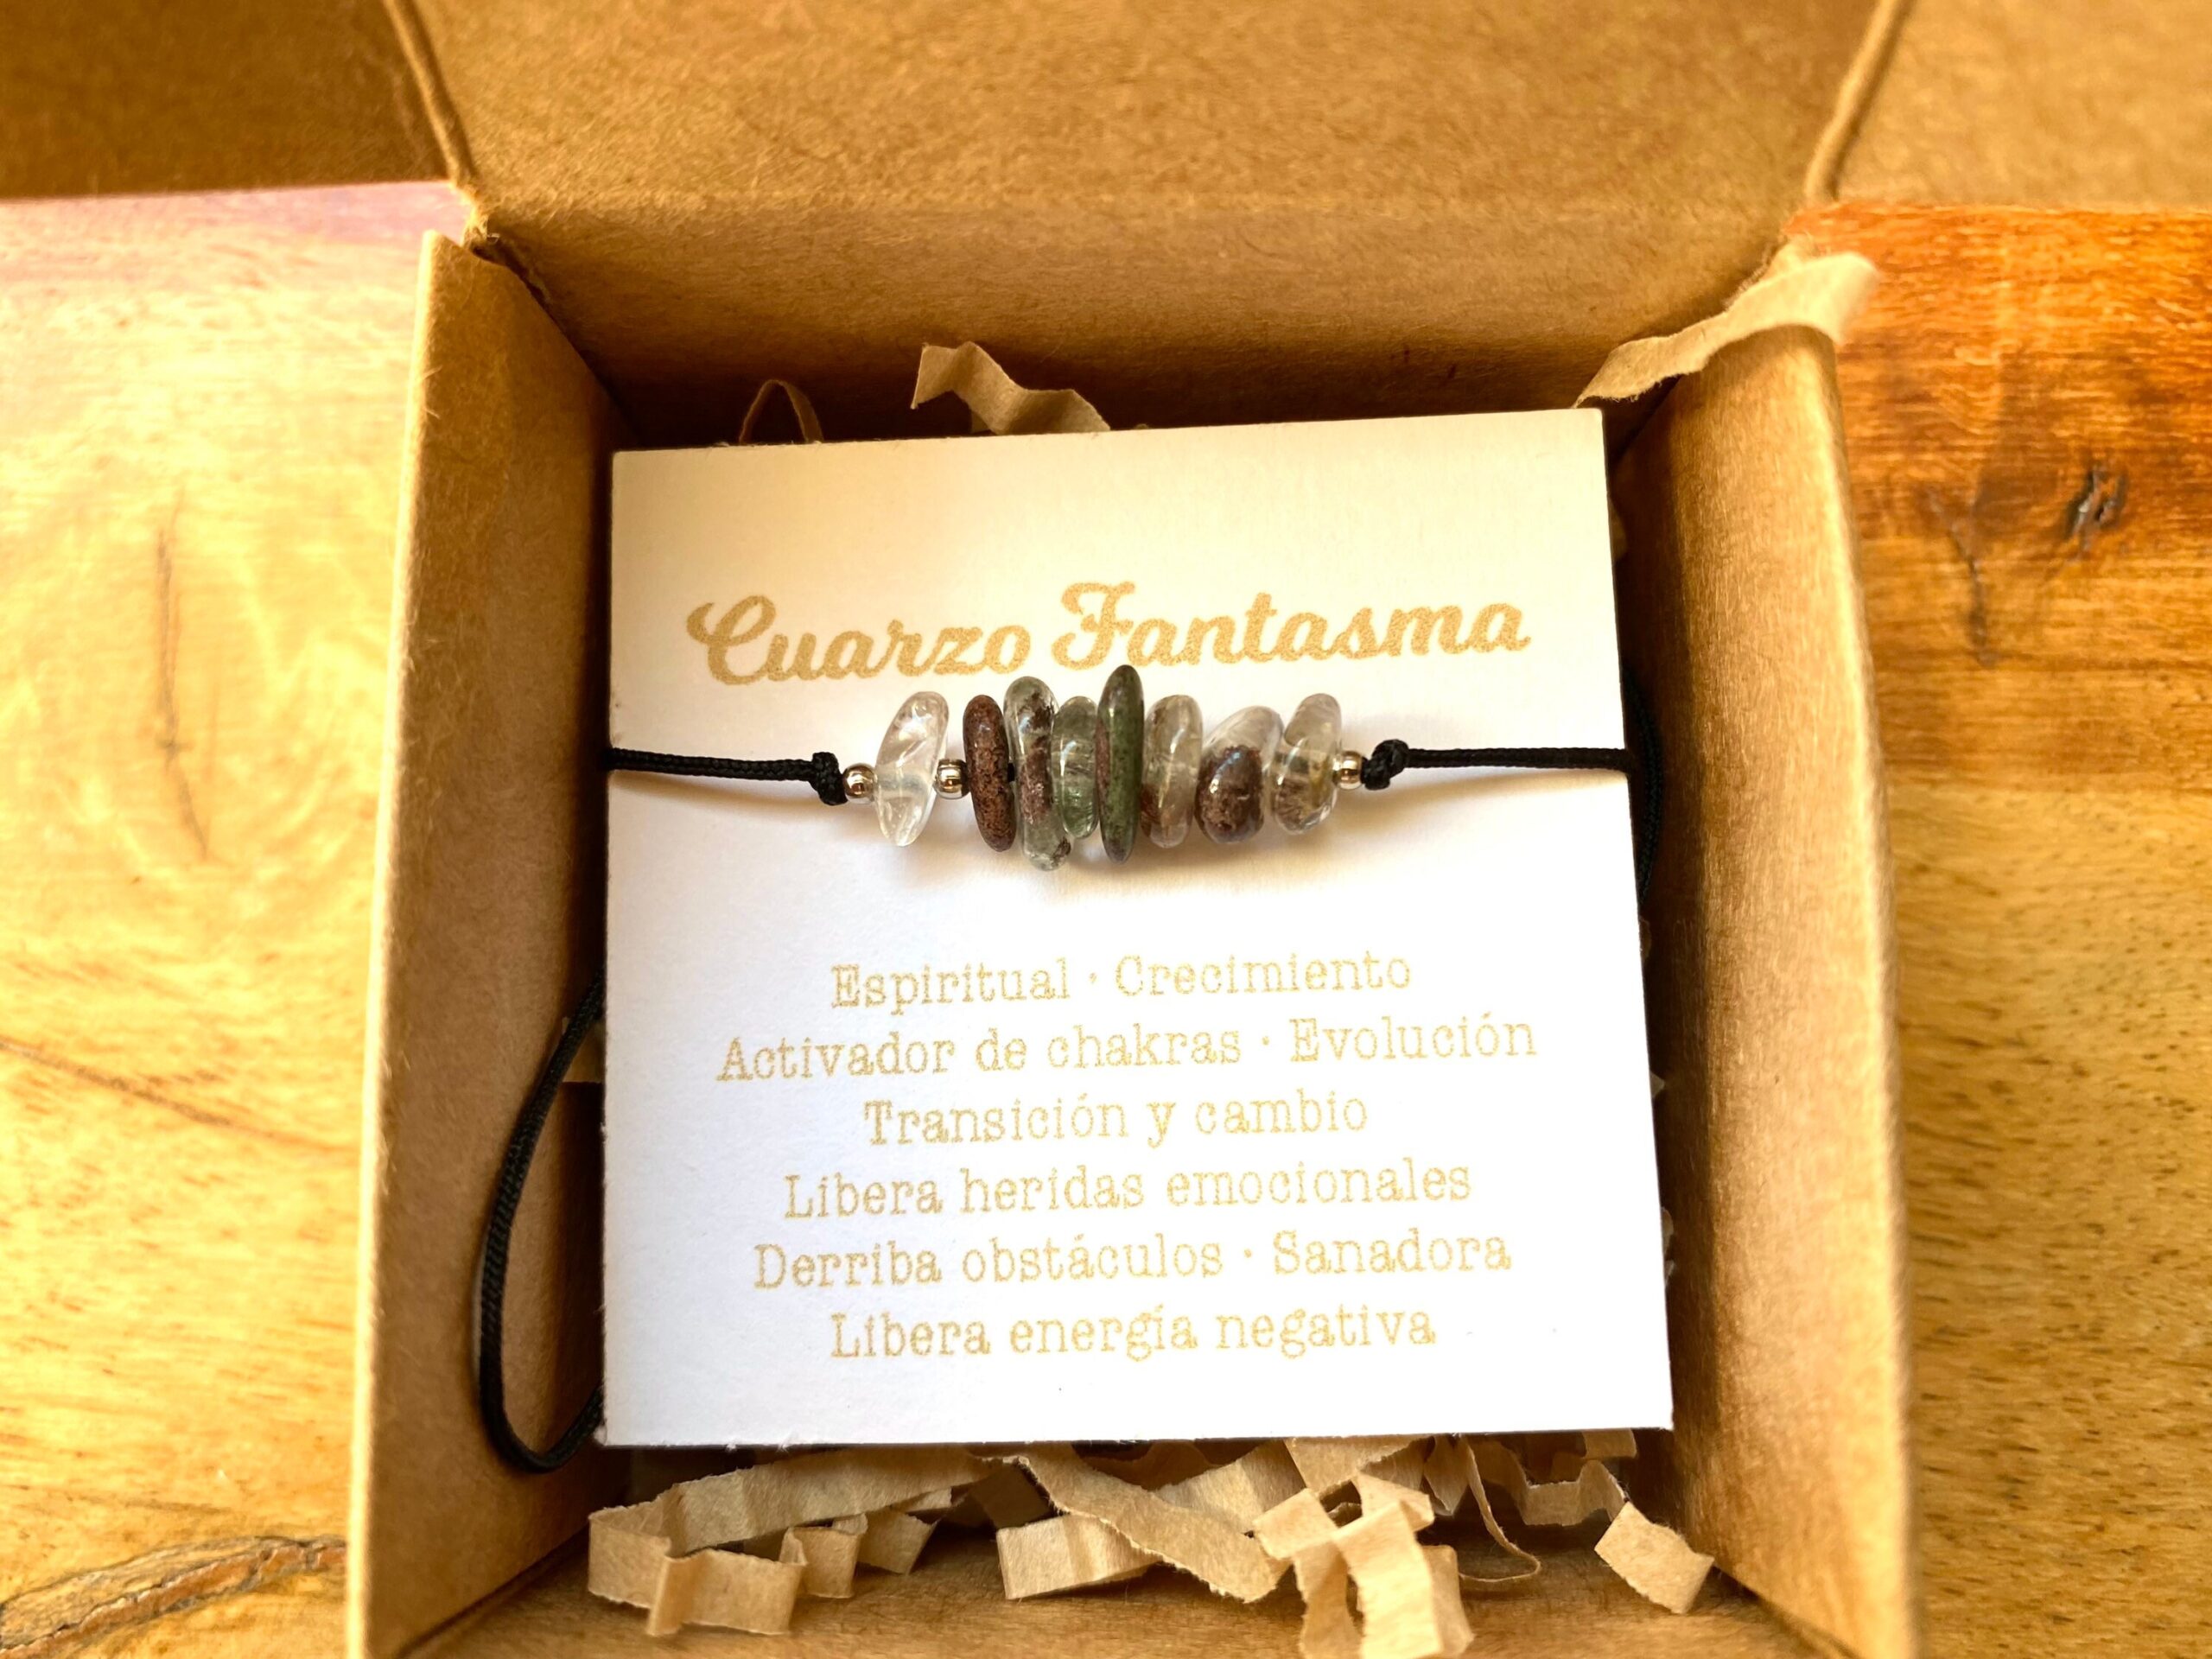 Cuarzo Fantasma
Espiritual · Crecimiento
Activador de chakras · Evolución
Transición y cambio
Libera heridas emocionales
Derriba obstáculos · Sanadora
Libera energía negativa